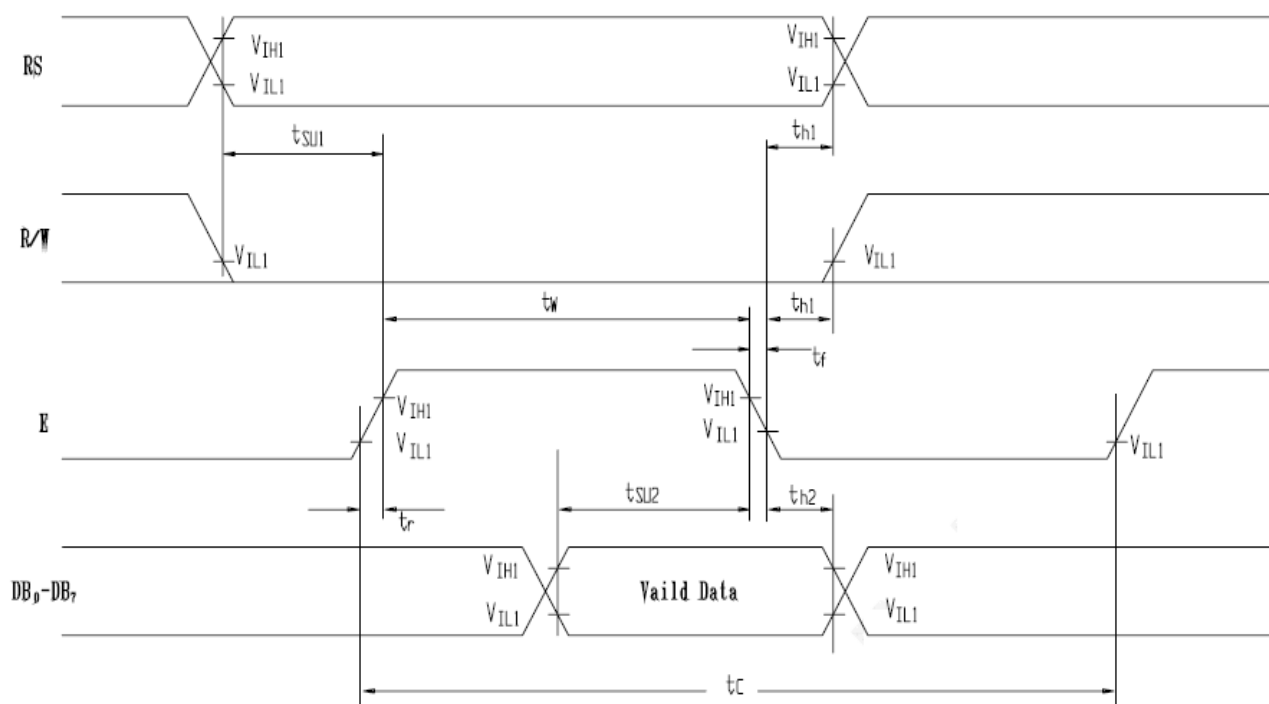 RS
VIH1
VIL1
VIH1
VIL1
tSU1
th1
R/W
VIL1
VIL1
tW
th1
tf
E
VIH1
VIL1
VIH1
VIL1
VIL1
tSU2
th2
tr
DB0-DB7
VIH1
VIL1
Vaild Data
VIH1
VIL1
tC